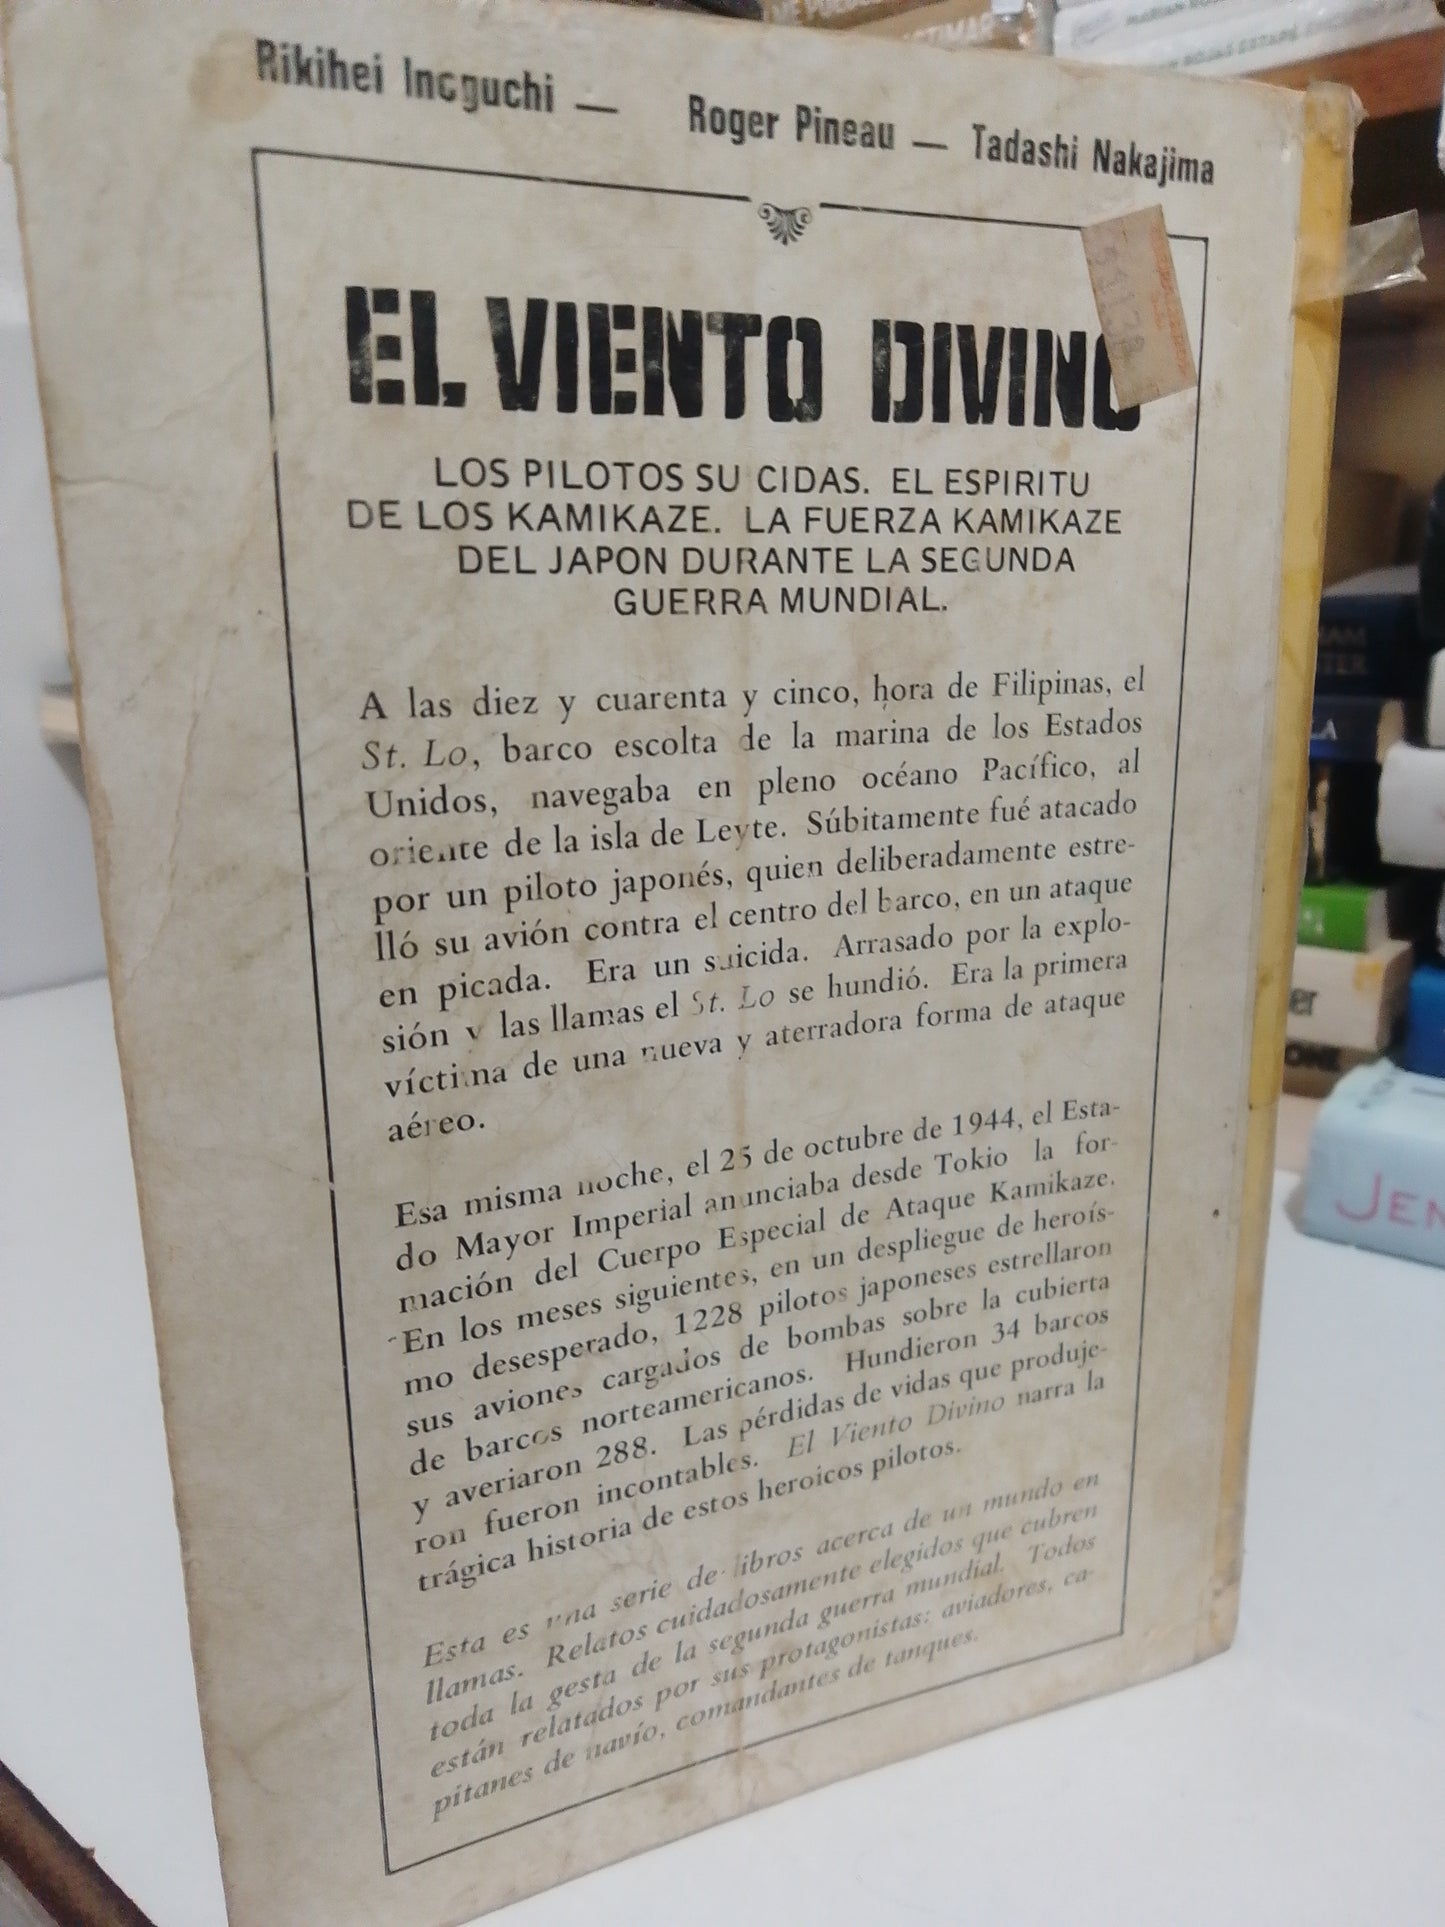 Rikihei Inoguchi — Roger Pineau — Tadashi Nakajima
EL VIENTO DIVINO
LOS PILOTOS SU CIDAS. EL ESPIRITU
DE LOS KAMIKAZE. LA FUERZA KAMIKAZE
DEL JAPON DURANTE LA SEGUNDA
GUERRA MUNDIAL.
A las diez y cuarenta y cinco, hora de Filipinas, el
St. Lo, barco escolta de la marina de los Estados
Unidos, navegaba en pleno océano Pacífico, al
oriente de la isla de Leyte. Súbitamente fué atacado
por un piloto japonés, quien deliberadamente estre-
lló su avión contra el centro del barco, en un ataque
en picada. Era un suicida. Arrasado por la explo-
sión y las llamas el St. Lo se hundió. Era la primera
víctima de una nueva y aterradora forma de ataque
aéreo.
Esa misma noche, el 25 de octubre de 1944, el Esta-
do Mayor Imperial anunciaba desde Tokio la for-
mación del Cuerpo Especial de Ataque Kamikaze.
En los meses siguientes, en un despliegue de heroís-
mo desesperado, 1228 pilotos japoneses estrellaron
sus aviones cargados de bombas sobre la cubierta
de barcos norteamericanos. Hundieron 34 barcos
y averiaron 288. Las pérdidas de vidas que produje-
ron fueron incontables. El Viento Divino narra la
trágica historia de estos heroicos pilotos.
Esta es una serie de libros acerca de un mundo en
llamas. Relatos cuidadosamente elegidos que cubren
toda la gesta de la segunda guerra mundial. Todos
están relatados por sus protagonistas: aviadores, ca-
pitanes de navío, comandantes de tanques.
JEN